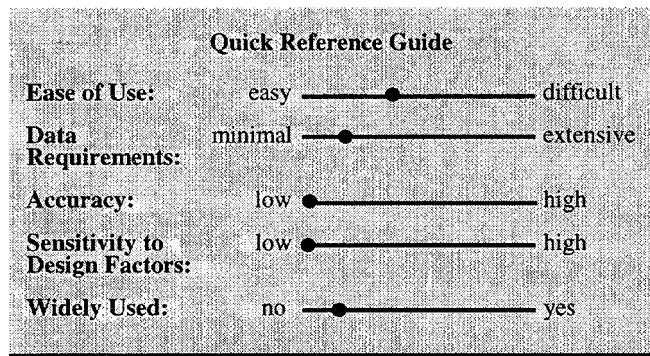 Quick Reference Guide
Ease of Use: easy difficult
Data
Requirements: minimal extensive
Accuracy: low high
Sensitivity to
Design Factors: low high
Widely Used: no yes